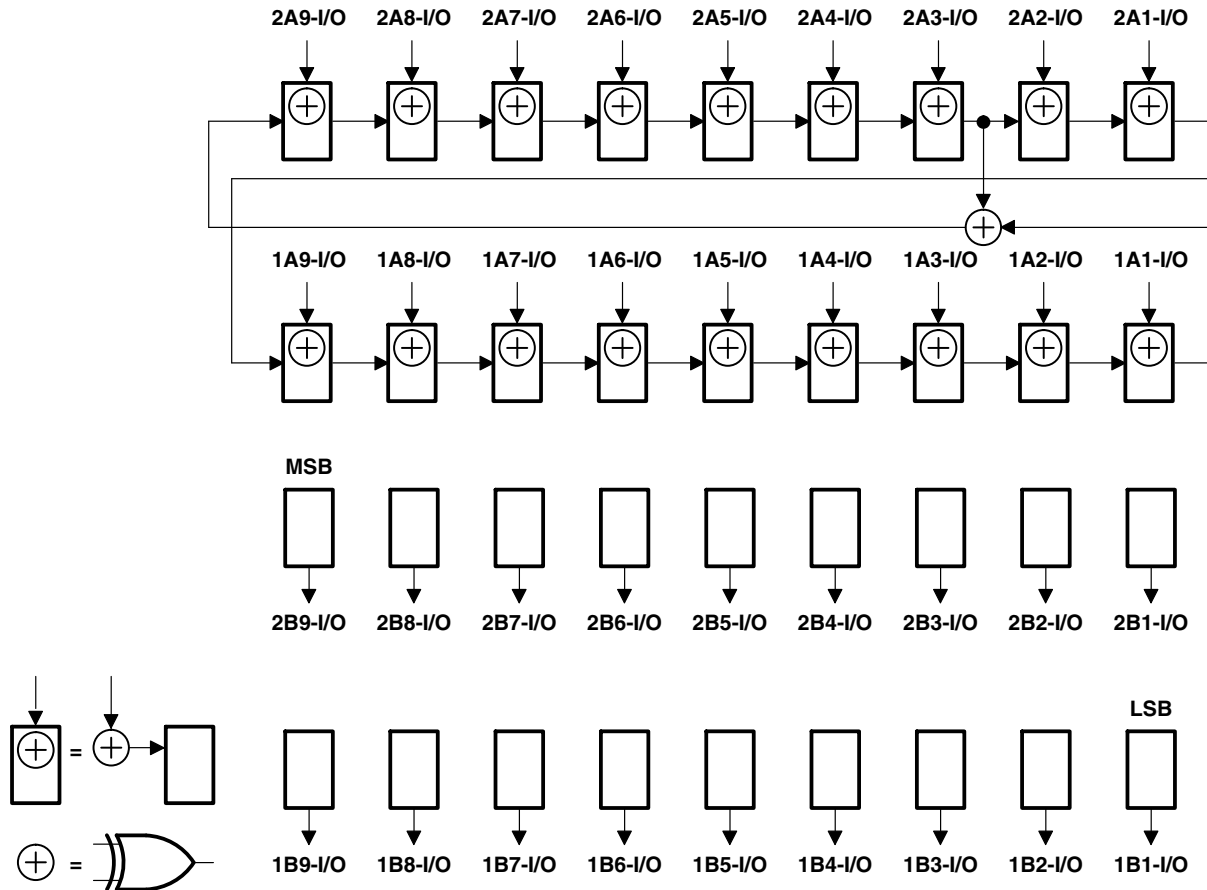 2A9-I/O 2A8-I/O 2A7-I/O 2A6-I/O 2A5-I/O 2A4-I/O 2A3-I/O 2A2-I/O 2A1-I/O
1A9-I/O 1A8-I/O 1A7-I/O 1A6-I/O 1A5-I/O 1A4-I/O 1A3-I/O 1A2-I/O 1A1-I/O
MSB
2B9-I/O 2B8-I/O 2B7-I/O 2B6-I/O 2B5-I/O 2B4-I/O 2B3-I/O 2B2-I/O 2B1-I/O
LSB
=
=
1B9-I/O 1B8-I/O 1B7-I/O 1B6-I/O 1B5-I/O 1B4-I/O 1B3-I/O 1B2-I/O 1B1-I/O